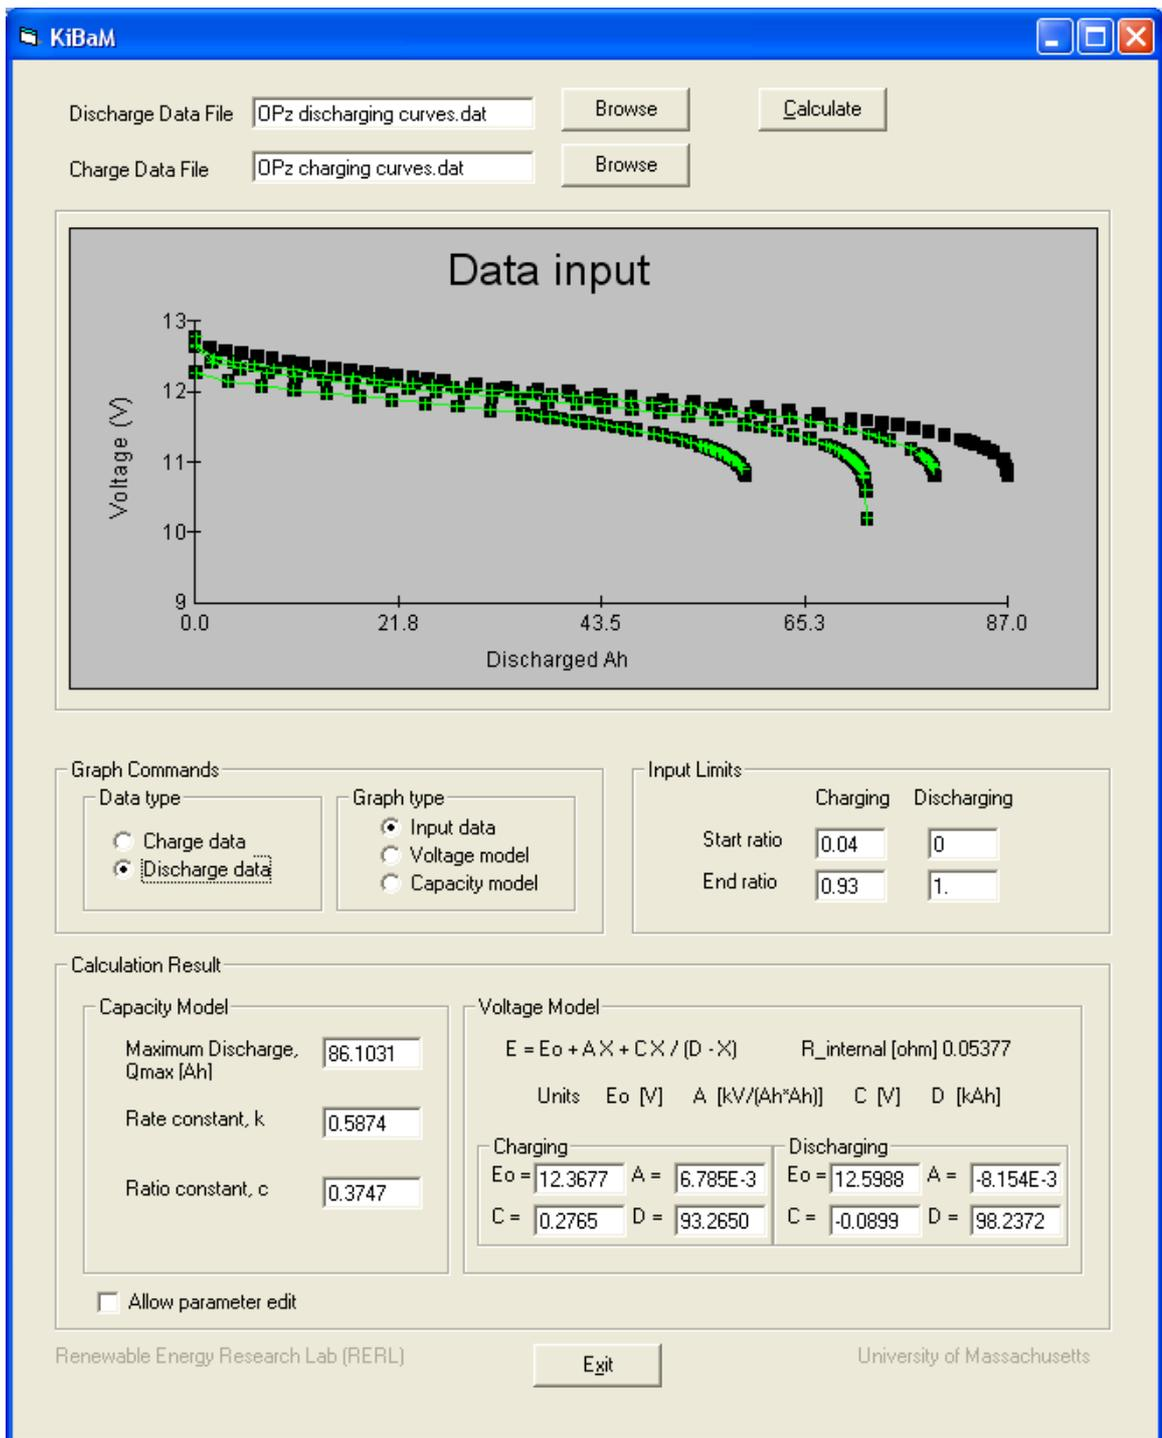 KiBaM
Discharge Data File OPz discharging curves.dat Browse Calculate
Charge Data File OPz charging curves.dat Browse
Data input
Voltage (V)
13
12
11
10
9
0.0 21.8 43.5 65.3 87.0
Discharged Ah
Graph Commands
Data type
Charge data
Discharge data
Graph type
Input data
Voltage model
Capacity model
Input Limits
Charging Discharging
Start ratio 0.04 0
End ratio 0.93 1.
Calculation Result
Capacity Model
Maximum Discharge,
Qmax [Ah] 86.1031
Rate constant, k 0.5874
Ratio constant, c 0.3747
Voltage Model
E = Eo + A X + C X / (D - X) R_internal [ohm] 0.05377
Units Eo [V] A [kV/(Ah*Ah)] C [V] D [kAh]
Charging
Eo = 12.3677 A = 6.785E-3
C = 0.2765 D = 93.2650
Discharging
Eo = 12.5988 A = -8.154E-3
C = -0.0899 D = 98.2372
Allow parameter edit
Renewable Energy Research Lab (RERL) Exit University of Massachusetts